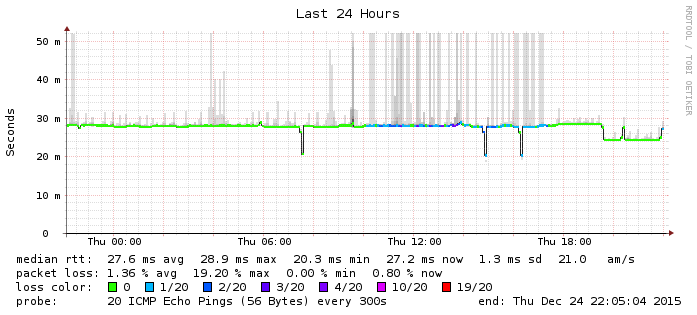 Last 24 Hours
RRDTOOL / TOBI OETIKER
Seconds
50 m
40 m
30 m
20 m
10 m
0
Thu 00:00 Thu 06:00 Thu 12:00 Thu 18:00
median rtt: 27.6 ms avg 28.9 ms max 20.3 ms min 27.2 ms now 1.3 ms sd 21.0 am/s
packet loss: 1.36 % avg 19.20 % max 0.00 % min 0.80 % now
loss color: 0 1/20 2/20 3/20 4/20 10/20 19/20
probe: 20 ICMP Echo Pings (56 Bytes) every 300s end: Thu Dec 24 22:05:04 2015